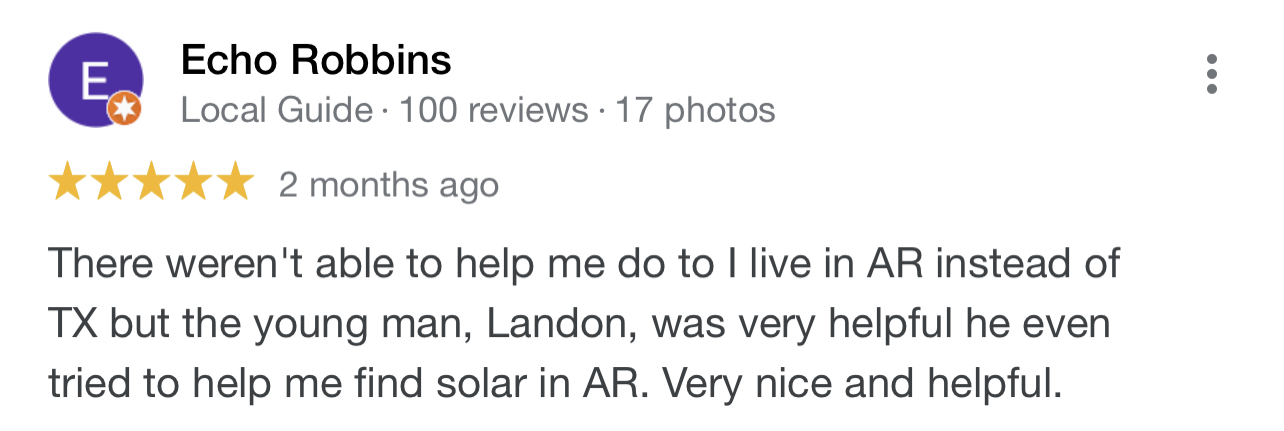 E
Echo Robbins
Local Guide · 100 reviews · 17 photos
2 months ago
There weren't able to help me do to I live in AR instead of
TX but the young man, Landon, was very helpful he even
tried to help me find solar in AR. Very nice and helpful.